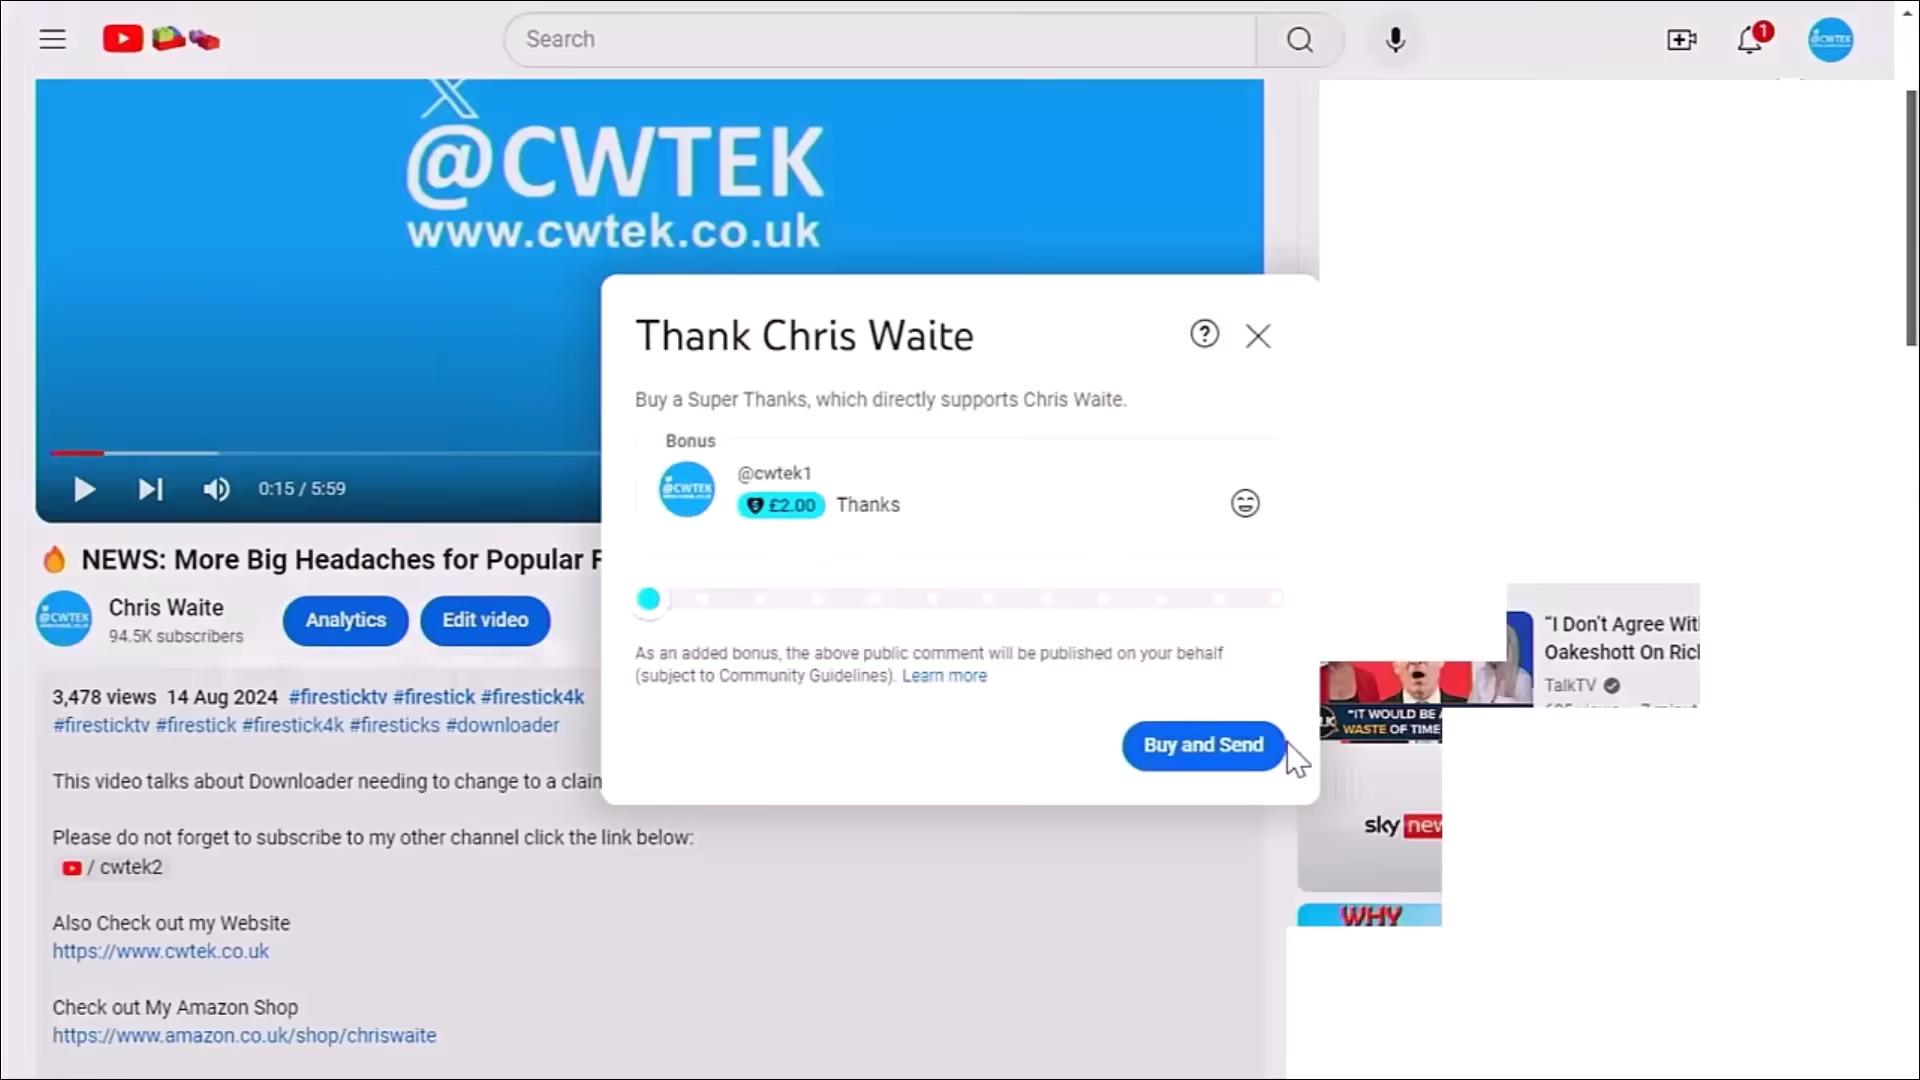 Search
1
@CWTEK
@CWTEK
www.cwtek.co.uk
Thank Chris Waite
Buy a Super Thanks, which directly supports Chris Waite.
Bonus
@CWTEK
@cwtek1
£2.00 Thanks
0:15 / 5:59
NEWS: More Big Headaches for Popular F
@CWTEK
Chris Waite
94.5K subscribers
Analytics
Edit video
As an added bonus, the above public comment will be published on your behalf
(subject to Community Guidelines). Learn more
Buy and Send
3,478 views 14 Aug 2024 #firesticktv #firestick #firestick4k
#firesticktv #firestick #firestick4k #firesticks #downloader
This video talks about Downloader needing to change to a clain
Please do not forget to subscribe to my other channel click the link below:
/ cwtek2
Also Check out my Website
https://www.cwtek.co.uk
Check out My Amazon Shop
https://www.amazon.co.uk/shop/chriswaite
"I Don't Agree Wit
Oakeshott On Ric
TalkTV
"IT WOULD BE
WASTE OF TIME
sky new
WHY